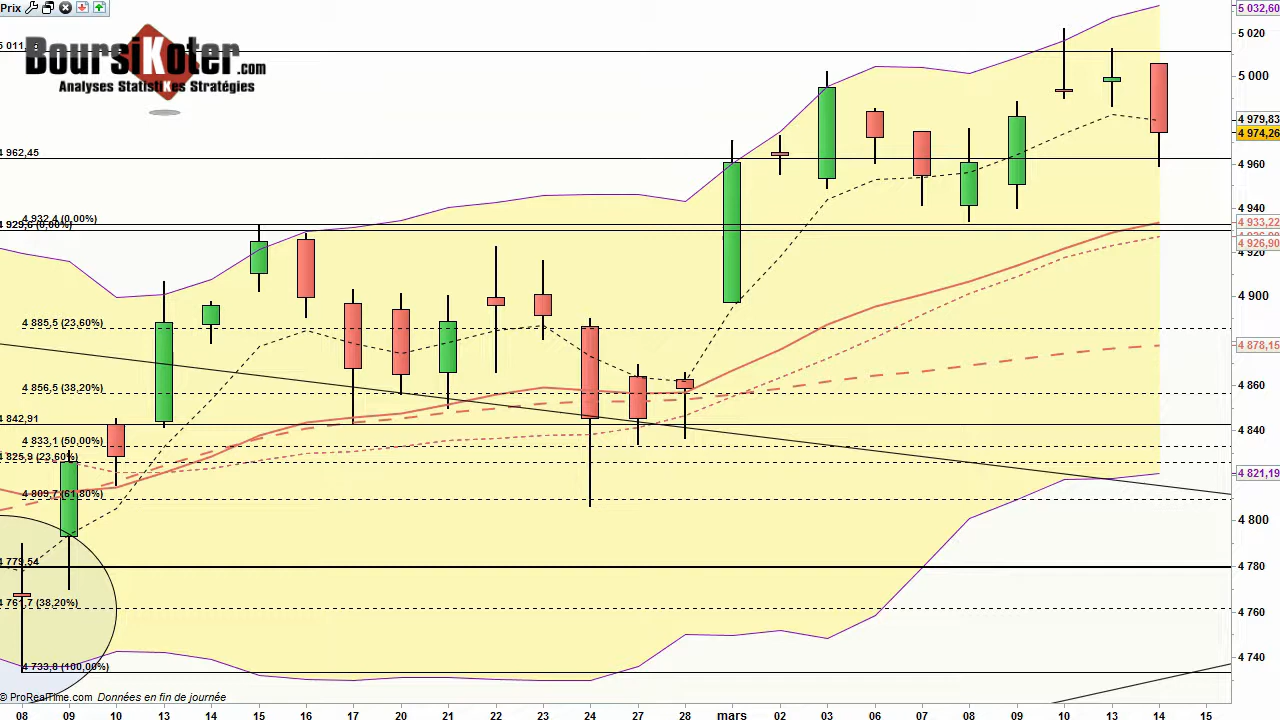 Prix
5 032,60
5 020
5 011,
BoursiKoter.com
Analyses StatistiKes Stratégies
5 000
4 979,83
4 974,26
4 962,45
4 960
4 940
4 932,4 (0,00%)
4 929,6 (0,00%)
4 933,22
4 926,90
4 920
4 900
4 885,5 (23,60%)
4 878,15
4 856,5 (38,20%)
4 860
4 842,91
4 840
4 833,1 (50,00%)
4 825,9 (23,60%)
4 821,19
4 809,7 (61,80%)
4 800
4 779,54
4 780
4 761,7 (38,20%)
4 760
4 733,8 (100,00%)
4 740
© ProRealTime.com Données en fin de journée
08 09 10 13 14 15 16 17 20 21 22 23 24 27 28 mars 02 03 06 07 08 09 10 13 14 15